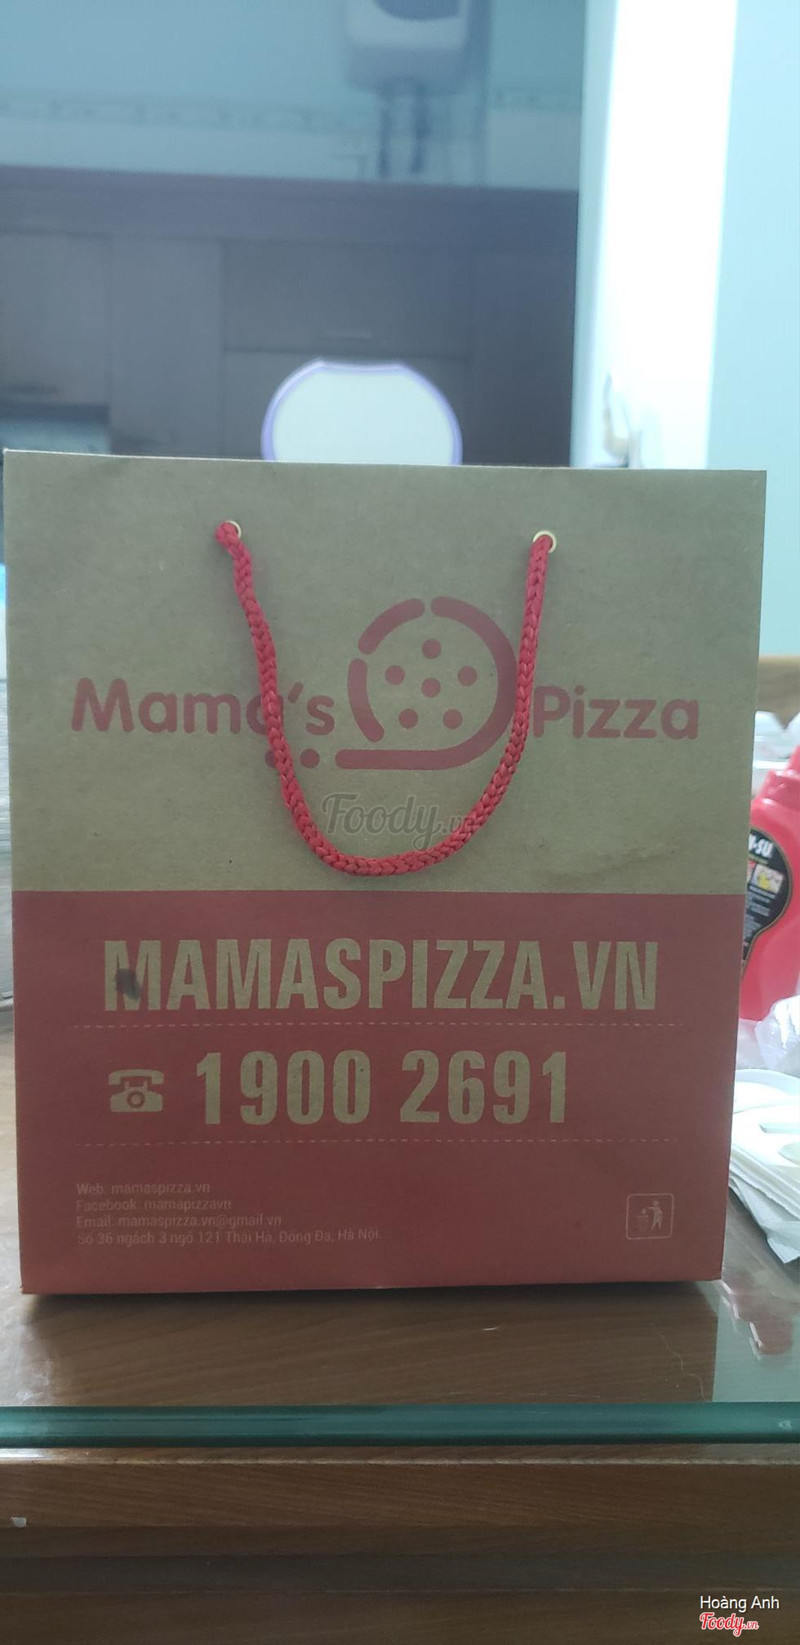 Mama's Pizza
Foody.vn
MAMASPIZZA.VN
1900 2691
Web: mamaspizza.vn
Facebook: mamapizzavn
Email: mamaspizza.vn@gmail.vn
Số 36 ngách 3 ngõ 121 Thái Hà, Đống Đa, Hà Nội.
Hoàng Anh
Foody.vn